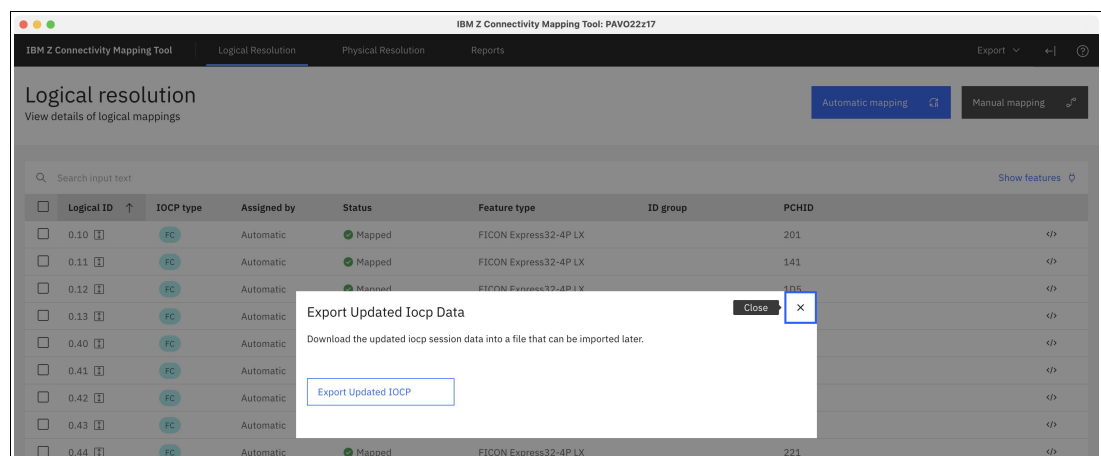 IBM Z Connectivity Mapping Tool: PAVO22z17
IBM Z Connectivity Mapping Tool Logical Resolution Physical Resolution Reports Export
Logical resolution
View details of logical mappings
Automatic mapping Manual mapping
Search input text Show features
Logical ID IOCP type Assigned by Status Feature type ID group PCHID
0.10 FC Automatic Mapped FICON Express32-4P LX 201 </>
0.11 FC Automatic Mapped FICON Express32-4P LX 141 </>
0.12 FC Automatic Mapped FICON Express32-4P LX 1D5 </>
0.13 FC Automatic </>
0.40 FC Automatic </>
0.41 FC Automatic </>
0.42 FC Automatic </>
0.43 FC Automatic </>
0.44 FC Automatic Mapped FICON Express32-4P LX 221 </>
Export Updated Iocp Data
Close
Download the updated iocp session data into a file that can be imported later.
Export Updated IOCP